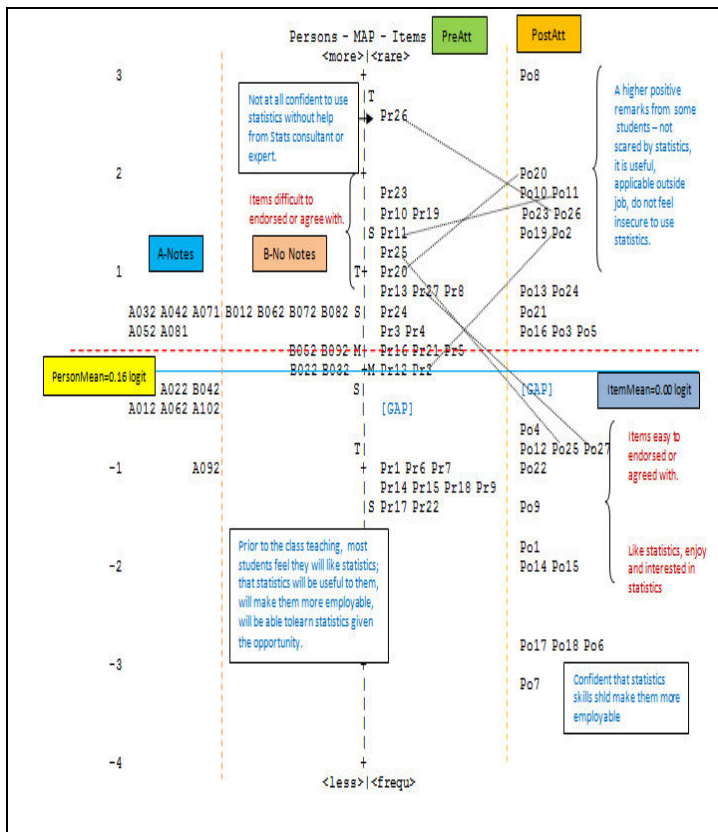 Persons - MAP - Items PreAtt PostAtt
<more>|<rare>
3 + Po8
T
Not at all confident to use
statistics without help
from Stats consultant or
expert.
Pr26
A higher positive
remarks from some
students – not
scared by statistics,
it is useful,
applicable outside
job, do not feel
insecure to use
statistics.
2 + Po20
Pr23 Po10 Po11
Items difficult to
endorsed or agree with.
Pr10 Pr19 Po23 Po26
S Pr11 Po19 Po2
A-Notes B-No Notes Pr25
1 T+ Pr20
Pr13 Pr27 Pr8 Po13 Po24
A032 A042 A071 B012 B062 B072 B082 S Pr24 Po21
A052 A081 Pr3 Pr4 Po16 Po3 Po5
B052 B092 M Pr16 Pr21 Pr5
PersonMean=0.16 logit B022 B032 +M Pr12 Pr2
A022 B042 S [GAP] ItemMean=0.00 logit
A012 A062 A102 [GAP]
Po4
T Po12 Po25 Po27
Items easy to
endorsed or
agreed with.
-1 A092 + Pr1 Pr6 Pr7 Po22
Pr14 Pr15 Pr18 Pr9
S Pr17 Pr22 Po9
Prior to the class teaching, most
students feel they will like statistics;
that statistics will be useful to them,
will make them more employable,
will be able tolearn statistics given
the opportunity.
Po1
-2 Po14 Po15
Like statistics, enjoy
and interested in
statistics
Po17 Po18 Po6
-3 +
Po7
Confident that statistics
skills shld make them more
employable
-4 +
<less>|<frequ>